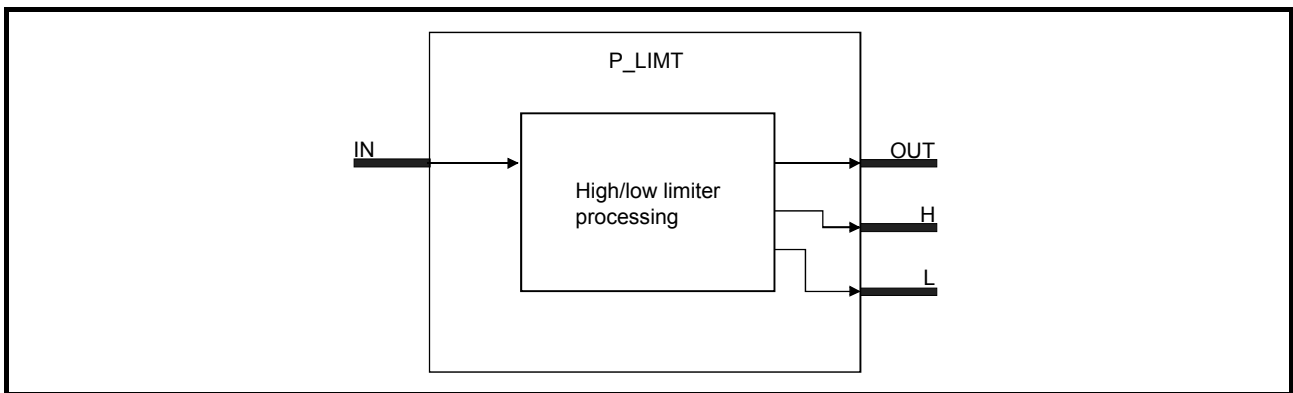 P_LIMT
IN
High/low limiter
processing
OUT
H
L